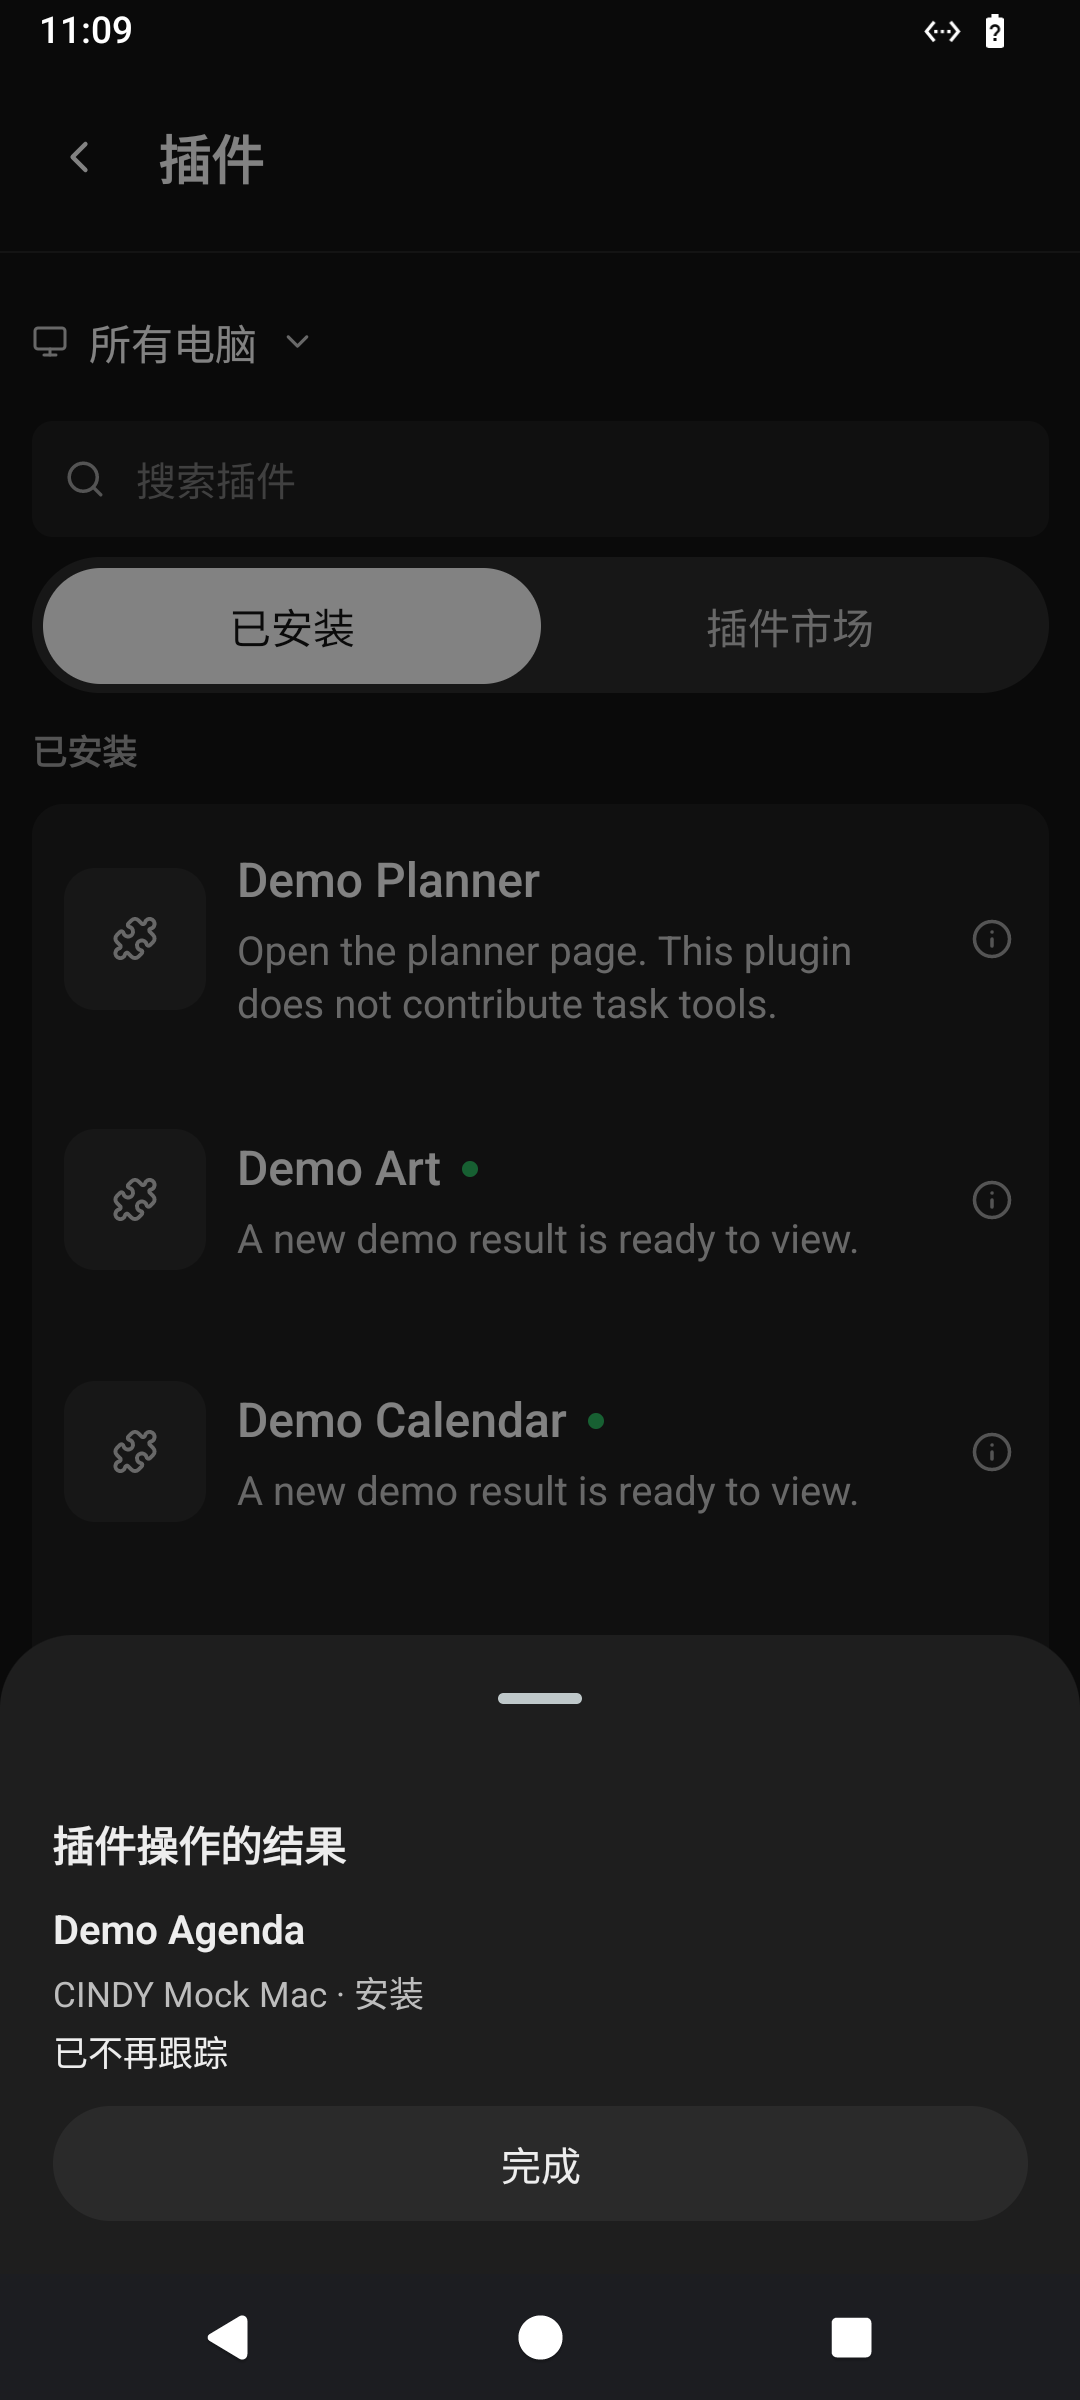 11:09
插件
所有电脑
搜索插件
已安装
插件市场
已安装
Demo Planner
Open the planner page. This plugin
does not contribute task tools.
Demo Art
A new demo result is ready to view.
Demo Calendar
A new demo result is ready to view.
插件操作的结果
Demo Agenda
CINDY Mock Mac · 安装
已不再跟踪
完成